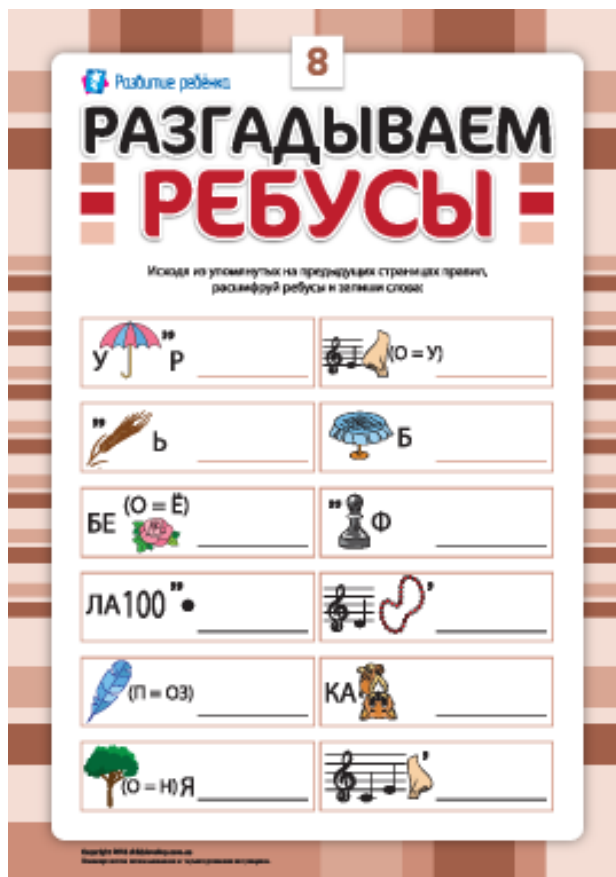 8
Развитие ребёнка
РАЗГАДЫВАЕМ
РЕБУСЫ
Исходя из упомянутых на предыдущих страницах правил,
расшифруй ребусы и запиши слова:
У ” Р
(О = У)
” Ь
Б
БЕ (О = Ё)
” Ф
ЛА100 ”
’
(П = ОЗ)
КА
(О = Н) Я
’